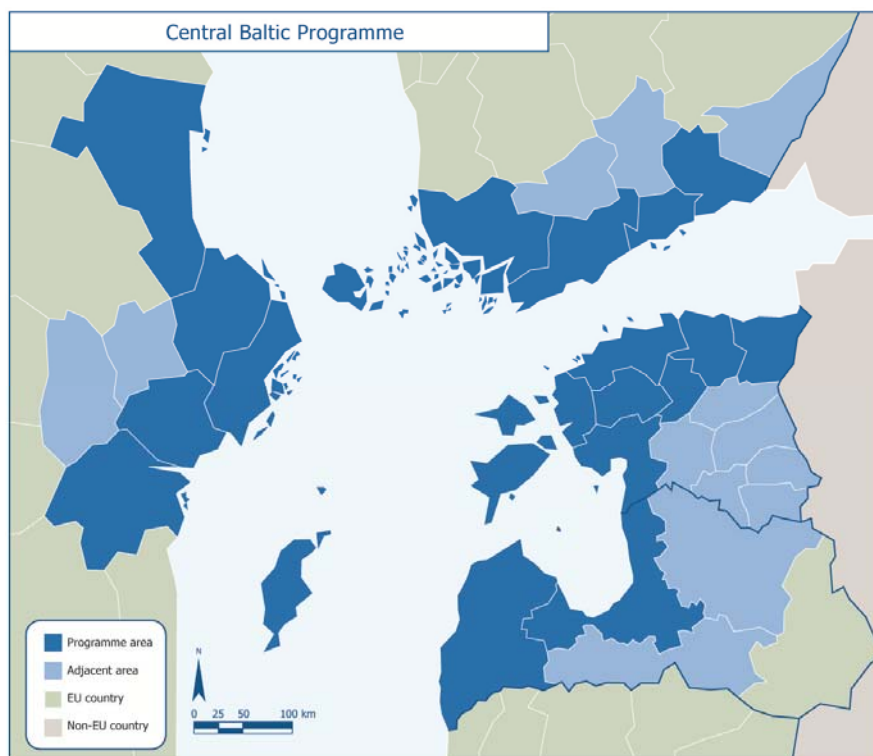 Central Baltic Programme
Programme area
Adjacent area
EU country
Non-EU country
N
0 25 50 100 km